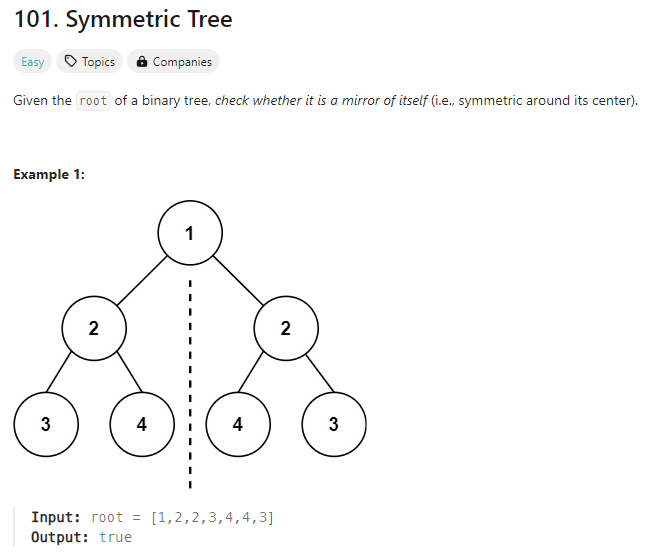 101. Symmetric Tree
Easy Topics Companies
Given the root of a binary tree, check whether it is a mirror of itself (i.e., symmetric around its center).
Example 1:
1
2 2
3 4 4 3
Input: root = [1,2,2,3,4,4,3]
Output: true